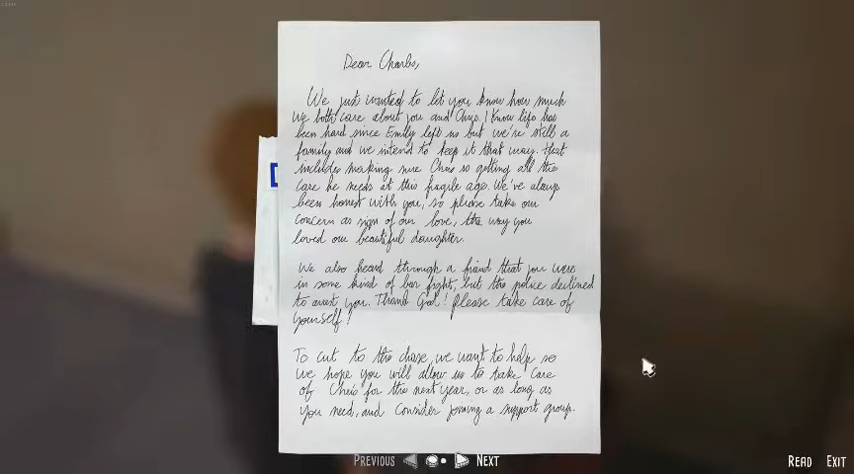 Dear Charles,
We just wanted to let you know how much
we both care about you and Chris. I know life has
been hard since Emily left us but we're still a
family and we intend to keep it that way. That
includes making sure Chris is getting all the
care he needs at this fragile age. We've always
been honest with you, so please take our
concern as sign of our love, the way you
loved our beautiful daughter.
We also heard through a friend that you were
in some kind of bar fight, but the police declined
to arrest you. Thank God! Please take care of
yourself!
To cut to the chase, we want to help so
we hope you will allow us to take care
of Chris for the next year, or as long as
you need, and consider joining a support group.
PREVIOUS NEXT
READ EXIT